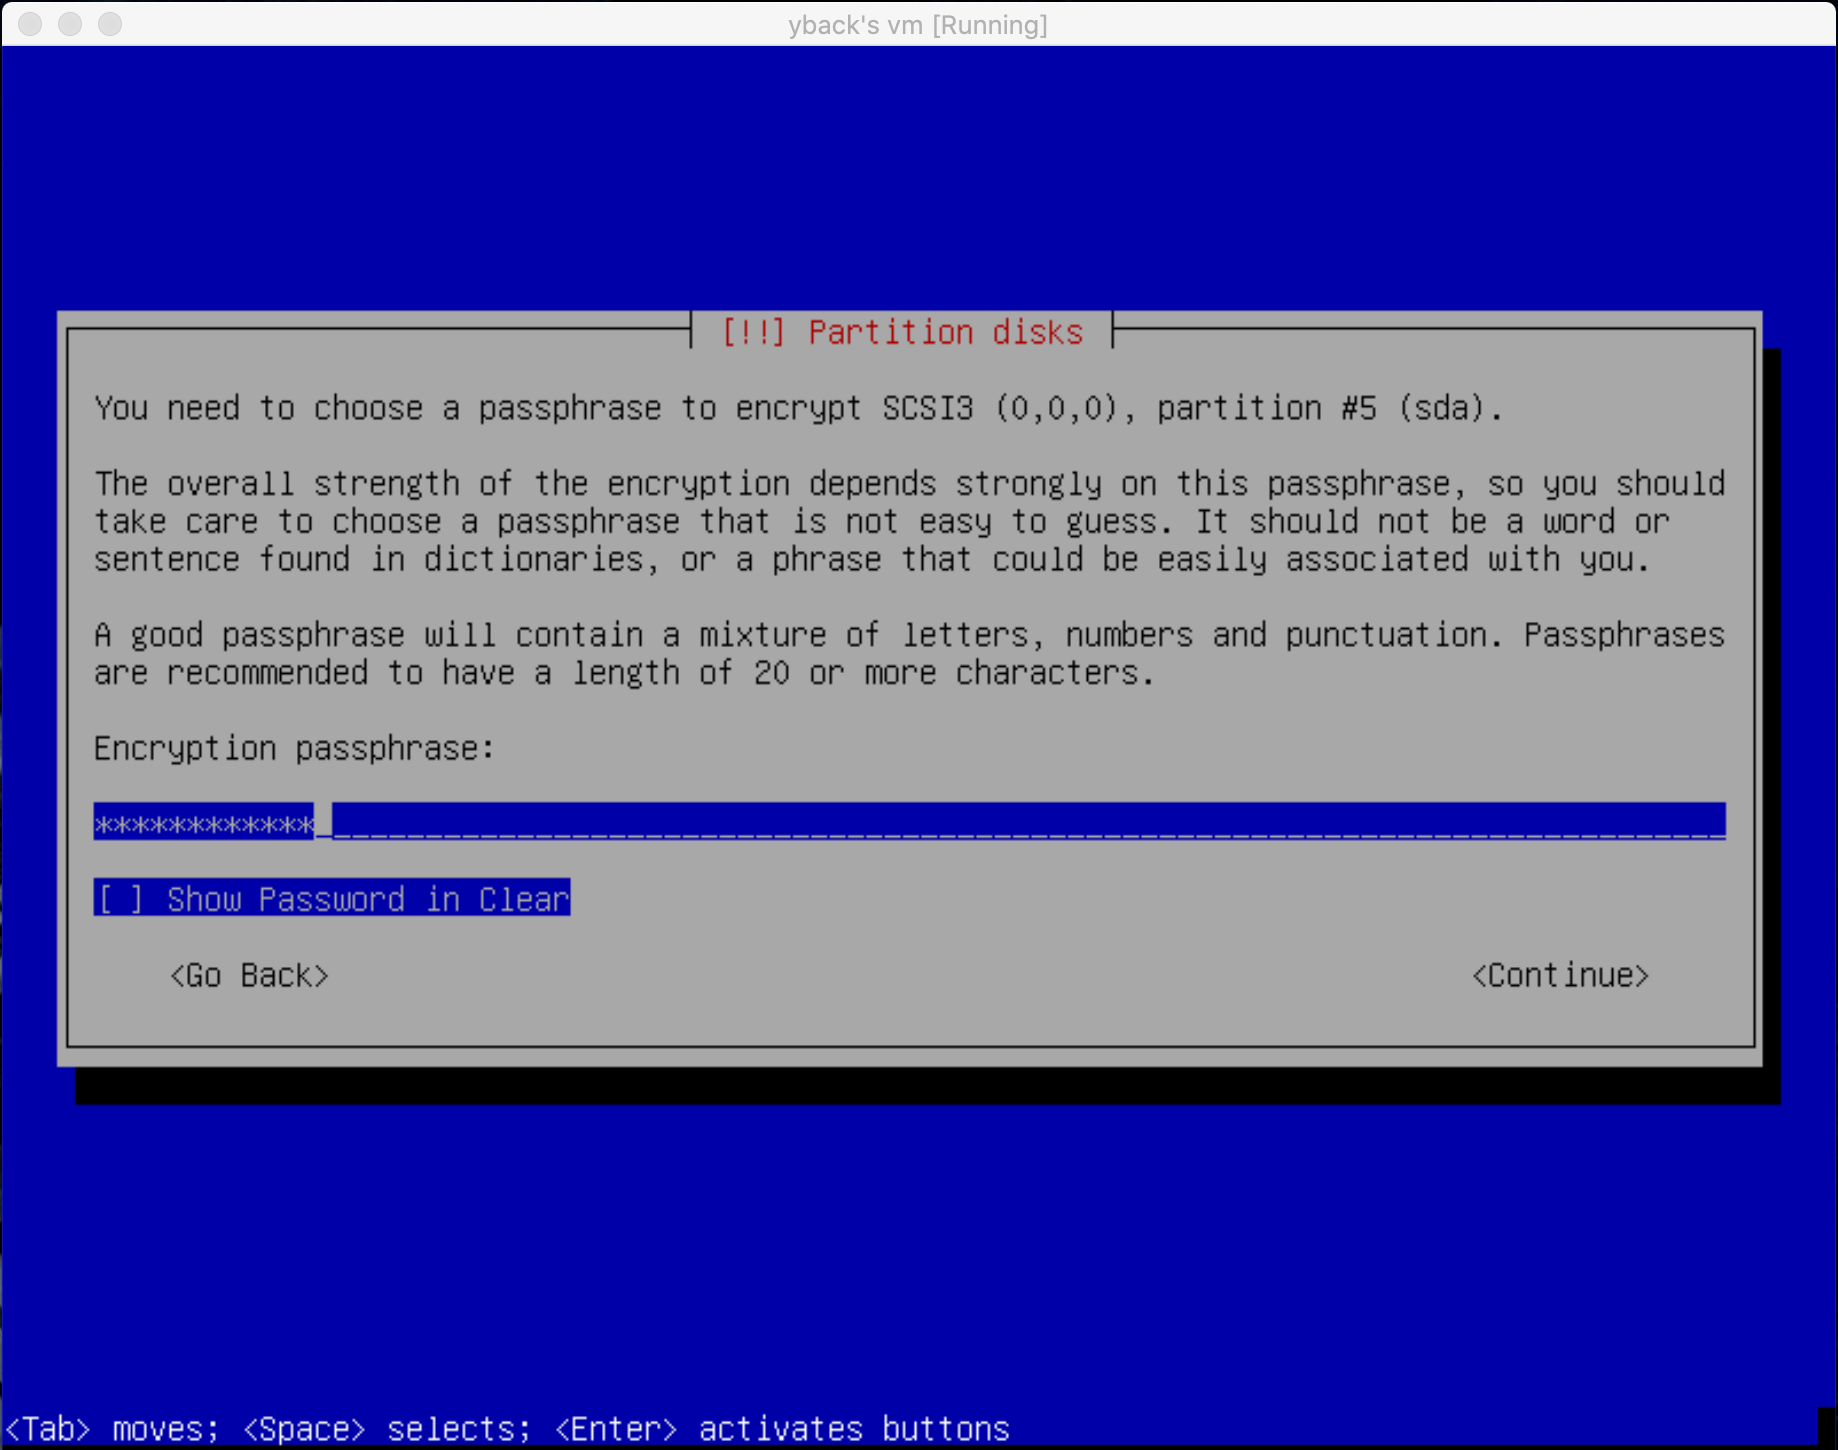 yback's vm [Running]
[!!] Partition disks
You need to choose a passphrase to encrypt SCSI3 (0,0,0), partition #5 (sda).
The overall strength of the encryption depends strongly on this passphrase, so you should
take care to choose a passphrase that is not easy to guess. It should not be a word or
sentence found in dictionaries, or a phrase that could be easily associated with you.
A good passphrase will contain a mixture of letters, numbers and punctuation. Passphrases
are recommended to have a length of 20 or more characters.
Encryption passphrase:
************
[ ] Show Password in Clear
<Go Back> <Continue>
<Tab> moves; <Space> selects; <Enter> activates buttons